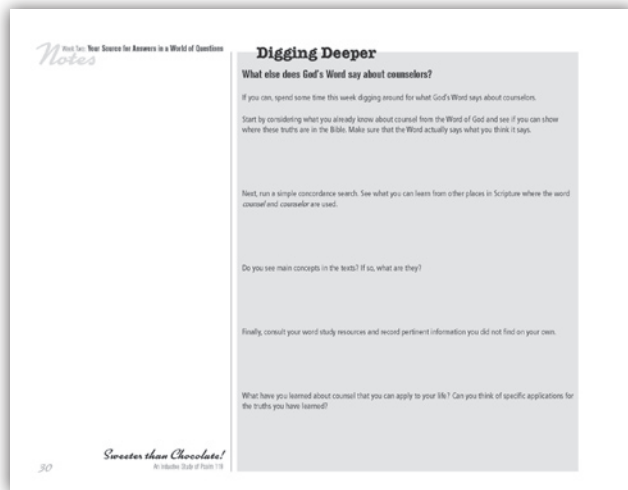 Notes
Week Two: Your Source for Answers in a World of Questions
Digging Deeper
What else does God's Word say about counselors?
If you can, spend some time this week digging around for what God's Word says about counselors.
Start by considering what you already know about counsel from the Word of God and see if you can show
where these truths are in the Bible. Make sure that the Word actually says what you think it says.
Next, run a simple concordance search. See what you can learn from other places in Scripture where the word
counsel and counselor are used.
Do you see main concepts in the texts? If so, what are they?
Finally, consult your word study resources and record pertinent information you did not find on your own.
What have you learned about counsel that you can apply to your life? Can you think of specific applications for
the truths you have learned?
Sweeter than Chocolate!
An Inductive Study of Psalm 119
30